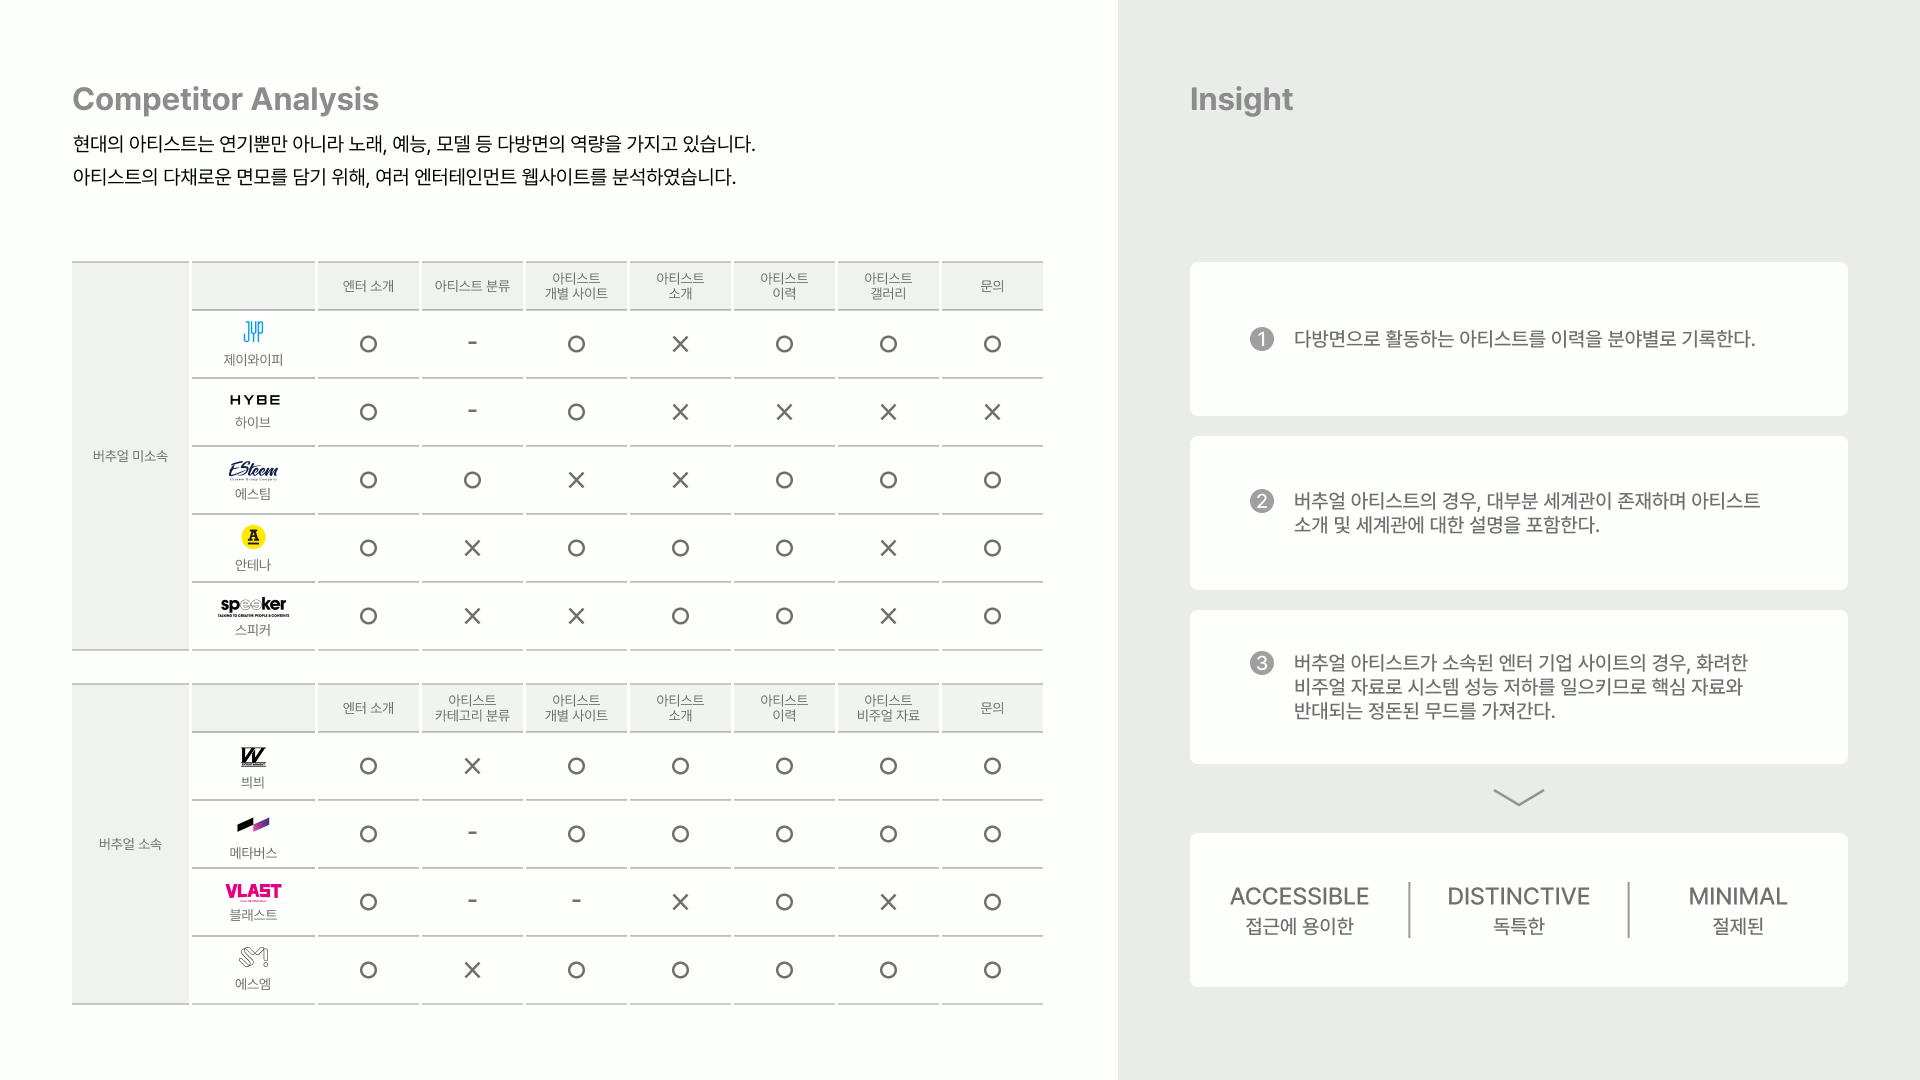 Competitor Analysis
현대의 아티스트는 연기뿐만 아니라 노래, 예능, 모델 등 다방면의 역량을 가지고 있습니다.
아티스트의 다채로운 면모를 담기 위해, 여러 엔터테인먼트 웹사이트를 분석하였습니다.
버추얼 미소속
엔터 소개
아티스트 분류
아티스트
개별 사이트
아티스트
소개
아티스트
이력
아티스트
갤러리
문의
JYP
제이와이피
O - O X O O O
HYBE
하이브
O - O X X X X
ESteem
ESteem Group Company
에스팀
O O X X O O O
A
안테나
O X O O O X O
speeker
TALKING TO CREATIVE PEOPLE & CONTENTS
스피커
O X X O O X O
버추얼 소속
엔터 소개
아티스트
카테고리 분류
아티스트
개별 사이트
아티스트
소개
아티스트
이력
아티스트
비주얼 자료
문의
W
븨븨
O X O O O O O
메타버스
O - O O O O O
VLAST
블래스트
O - - X O X O
SM!
에스엠
O X O O O O O
Insight
1 다방면으로 활동하는 아티스트를 이력을 분야별로 기록한다.
2 버추얼 아티스트의 경우, 대부분 세계관이 존재하며 아티스트
소개 및 세계관에 대한 설명을 포함한다.
3 버추얼 아티스트가 소속된 엔터 기업 사이트의 경우, 화려한
비주얼 자료로 시스템 성능 저하를 일으키므로 핵심 자료와
반대되는 정돈된 무드를 가져간다.
ACCESSIBLE
접근에 용이한
DISTINCTIVE
독특한
MINIMAL
절제된